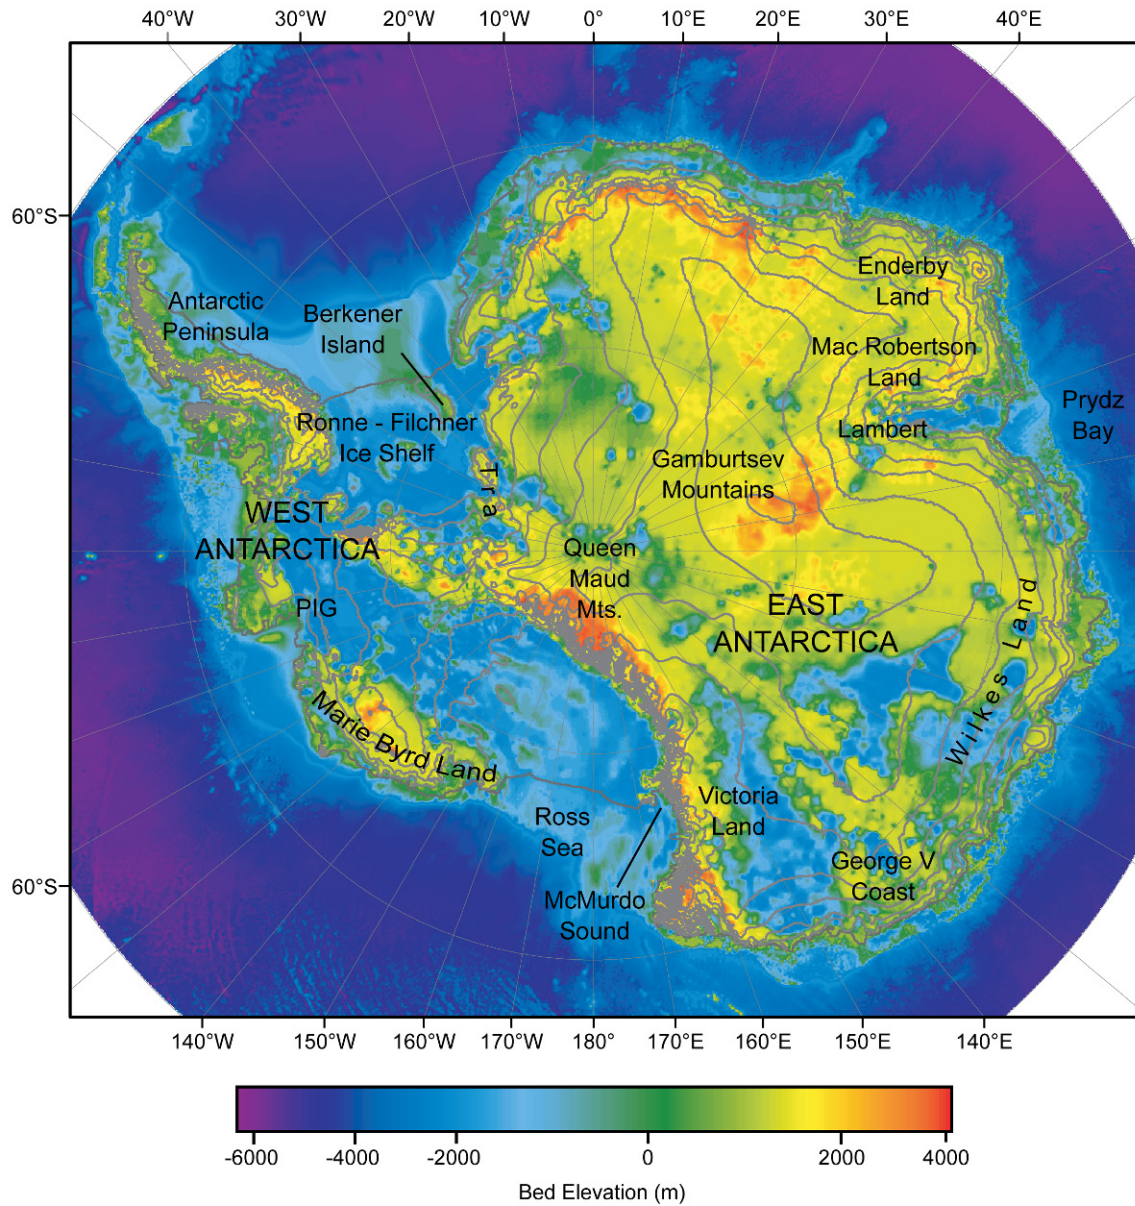 40°W 30°W 20°W 10°W 0° 10°E 20°E 30°E 40°E
60°S
Enderby
Land
Antarctic
Peninsula
Berkener
Island
Mac Robertson
Land
Prydz
Bay
Ronne - Filchner
Ice Shelf
Lambert
Tra
Gamburtsev
Mountains
WEST
ANTARCTICA
Queen
Maud
Mts.
PIG
EAST
ANTARCTICA
Wilkes Land
Marie Byrd Land
Victoria
Land
Ross
Sea
George V
Coast
60°S
McMurdo
Sound
140°W 150°W 160°W 170°W 180° 170°E 160°E 150°E 140°E
-6000 -4000 -2000 0 2000 4000
Bed Elevation (m)